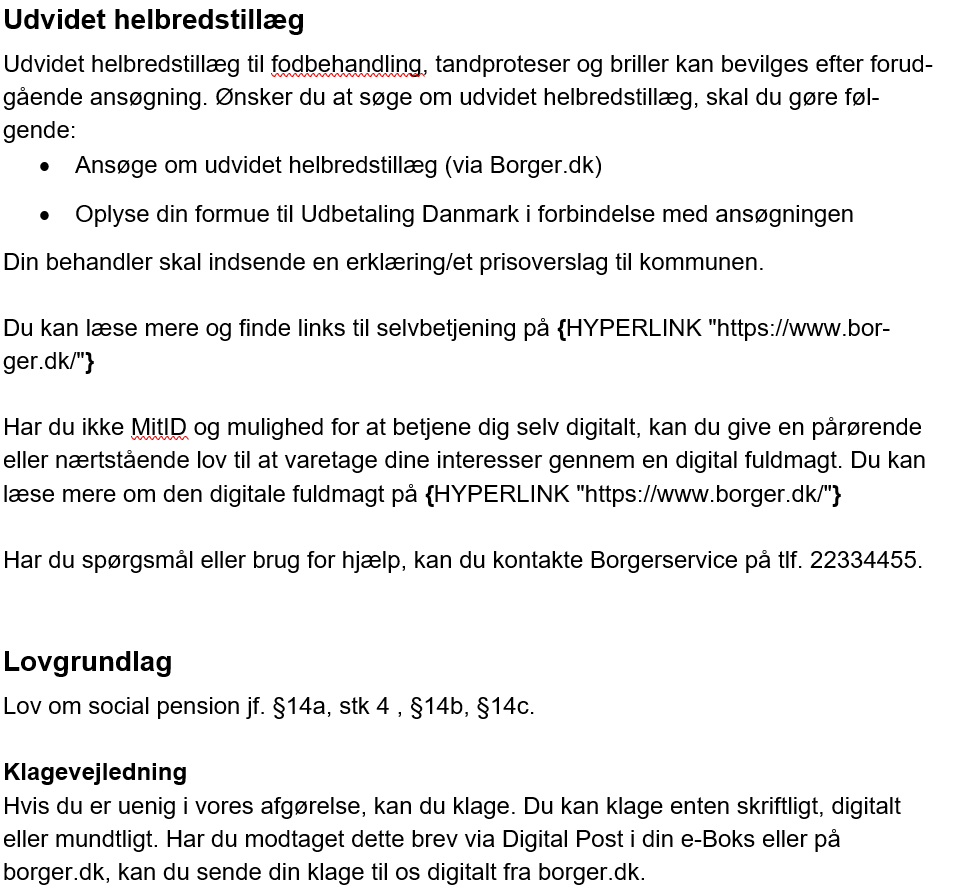 Udvidet helbredstillæg
Udvidet helbredstillæg til fodbehandling, tandproteser og briller kan bevilges efter forud-
gående ansøgning. Ønsker du at søge om udvidet helbredstillæg, skal du gøre føl-
gende:
• Ansøge om udvidet helbredstillæg (via Borger.dk)
• Oplyse din formue til Udbetaling Danmark i forbindelse med ansøgningen
Din behandler skal indsende en erklæring/et prisoverslag til kommunen.
Du kan læse mere og finde links til selvbetjening på {HYPERLINK "https://www.bor-
ger.dk/"}
Har du ikke MitID og mulighed for at betjene dig selv digitalt, kan du give en pårørende
eller nærtstående lov til at varetage dine interesser gennem en digital fuldmagt. Du kan
læse mere om den digitale fuldmagt på {HYPERLINK "https://www.borger.dk/"}
Har du spørgsmål eller brug for hjælp, kan du kontakte Borgerservice på tlf. 22334455.
Lovgrundlag
Lov om social pension jf. §14a, stk 4 , §14b, §14c.
Klagevejledning
Hvis du er uenig i vores afgørelse, kan du klage. Du kan klage enten skriftligt, digitalt
eller mundtligt. Har du modtaget dette brev via Digital Post i din e-Boks eller på
borger.dk, kan du sende din klage til os digitalt fra borger.dk.